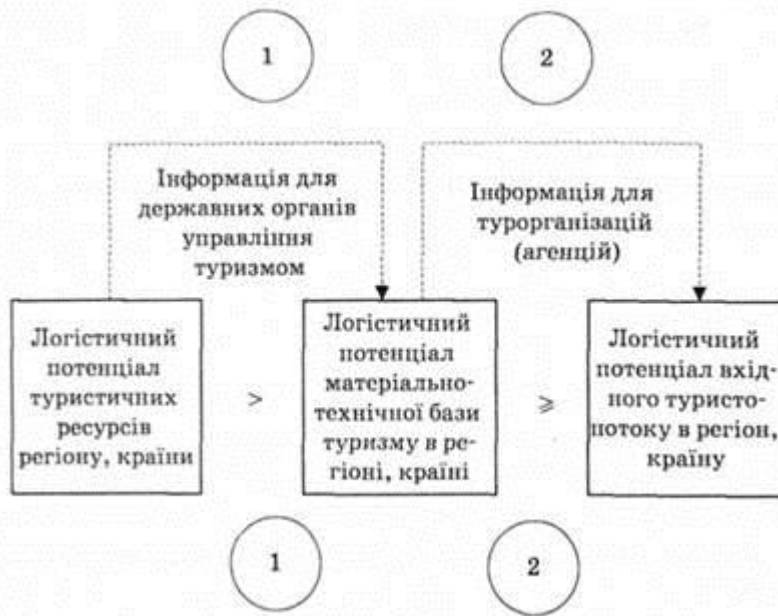 1
2
Інформація для
державних органів
управління
туризмом
Інформація для
турорганізацій
(агенцій)
Логістичний
потенціал
туристичних
ресурсів
регіону, країни
>
Логістичний
потенціал
матеріально-
технічної бази
туризму в ре-
гіоні, країні
⩾
Логістичний
потенціал вхід-
ного туристо-
потоку в регіон,
країну
1
2